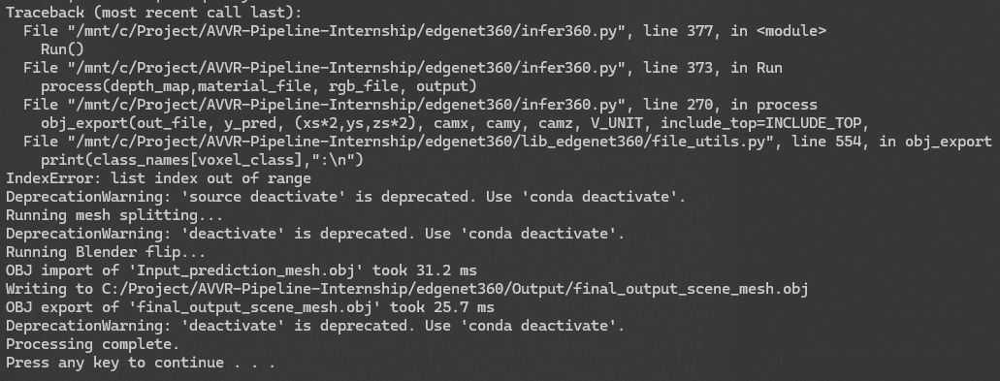 Traceback (most recent call last):
  File "/mnt/c/Project/AVVR-Pipeline-Internship/edgenet360/infer360.py", line 377, in <module>
    Run()
  File "/mnt/c/Project/AVVR-Pipeline-Internship/edgenet360/infer360.py", line 373, in Run
    process(depth_map,material_file, rgb_file, output)
  File "/mnt/c/Project/AVVR-Pipeline-Internship/edgenet360/infer360.py", line 270, in process
    obj_export(out_file, y_pred, (xs*2,ys,zs*2), camx, camy, camz, V_UNIT, include_top=INCLUDE_TOP,
  File "/mnt/c/Project/AVVR-Pipeline-Internship/edgenet360/lib_edgenet360/file_utils.py", line 554, in obj_export
    print(class_names[voxel_class],":\n")
IndexError: list index out of range
DeprecationWarning: 'source deactivate' is deprecated. Use 'conda deactivate'.
Running mesh splitting...
DeprecationWarning: 'deactivate' is deprecated. Use 'conda deactivate'.
Running Blender flip...
OBJ import of 'Input_prediction_mesh.obj' took 31.2 ms
Writing to C:/Project/AVVR-Pipeline-Internship/edgenet360/Output/final_output_scene_mesh.obj
OBJ export of 'final_output_scene_mesh.obj' took 25.7 ms
DeprecationWarning: 'deactivate' is deprecated. Use 'conda deactivate'.
Processing complete.
Press any key to continue . . .